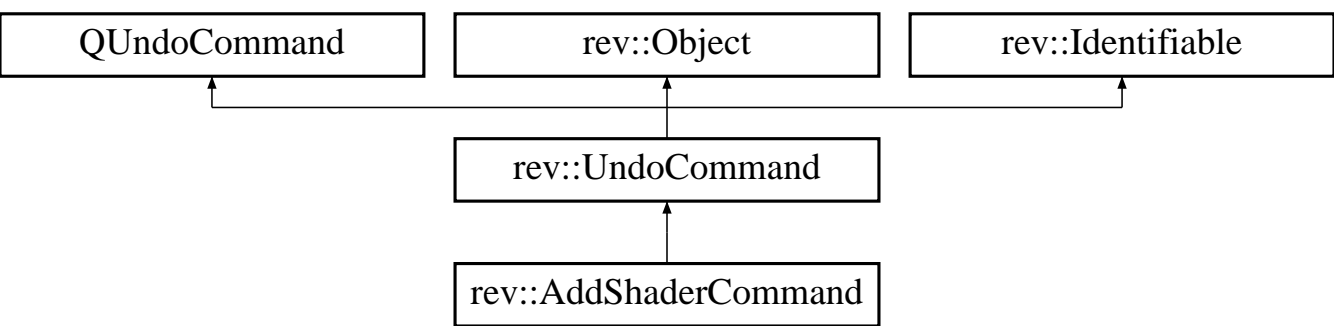 QUndoCommand
rev::Object
rev::Identifiable
rev::UndoCommand
rev::AddShaderCommand